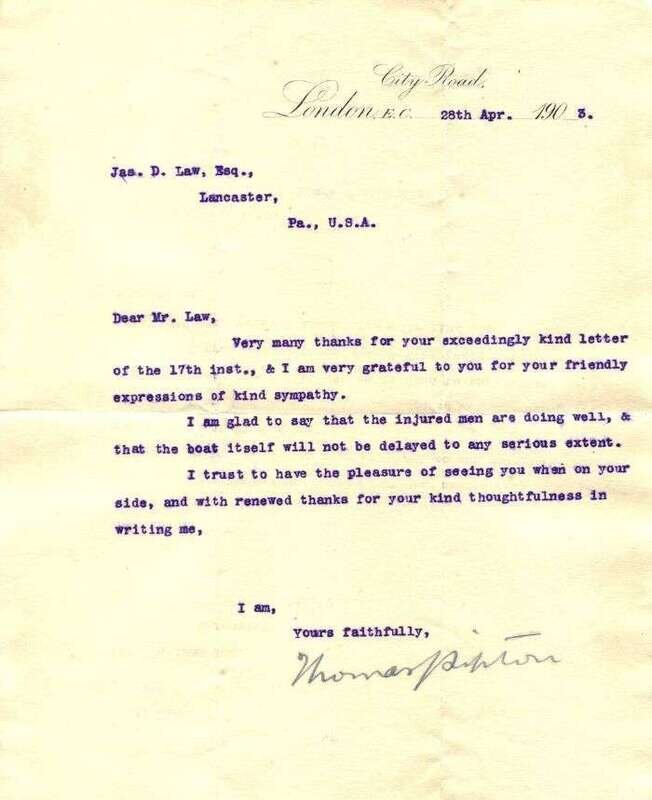 City Road,
London, E.C. 28th Apr. 1903.
Jas. D. Law, Esq.,
Lancaster,
Pa., U.S.A.
Dear Mr. Law,
Very many thanks for your exceedingly kind letter
of the 17th inst., & I am very grateful to you for your friendly
expressions of kind sympathy.
I am glad to say that the injured men are doing well, &
that the boat itself will not be delayed to any serious extent.
I trust to have the pleasure of seeing you when on your
side, and with renewed thanks for your kind thoughtfulness in
writing me,
I am,
yours faithfully,
Thomas Lipton